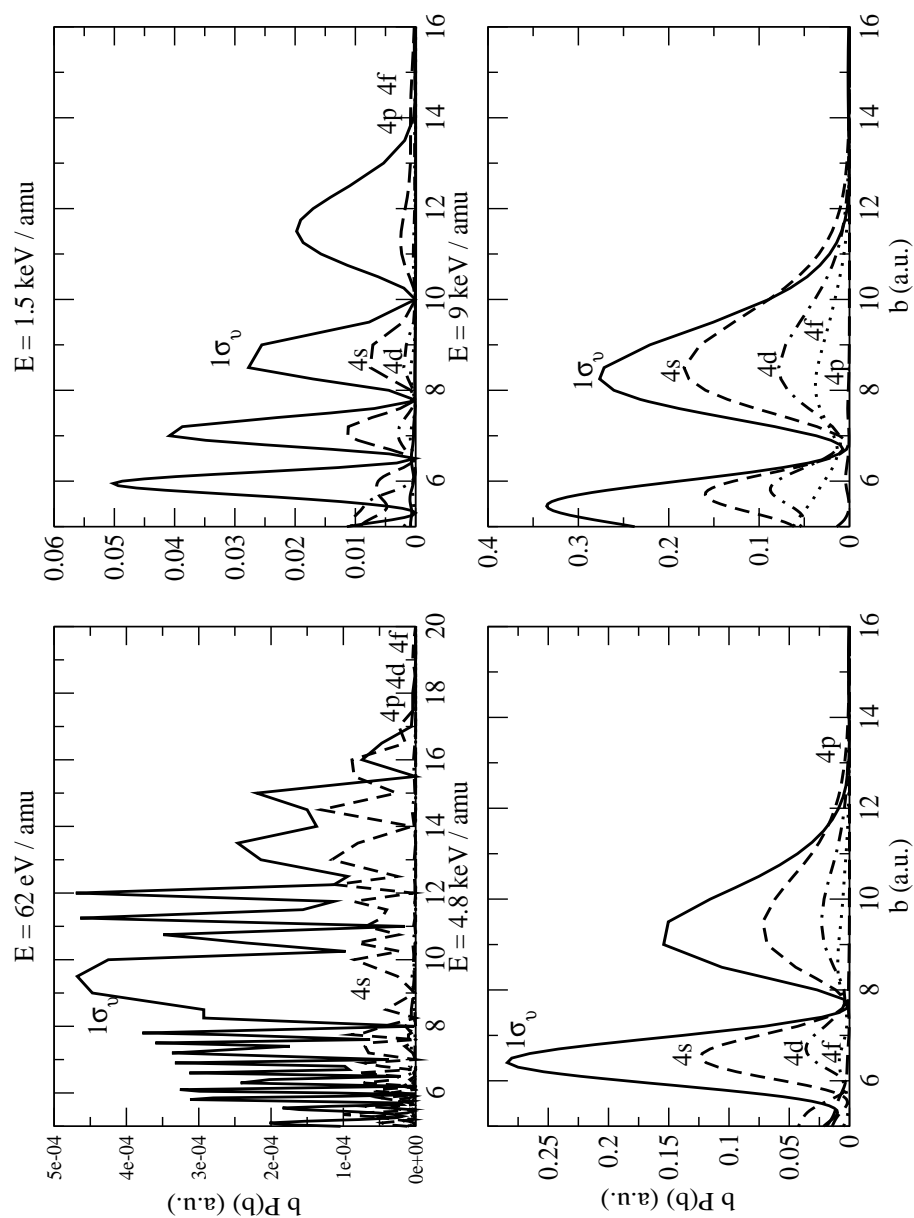 E = 62 eV / amu
5e-04
4e-04
3e-04
2e-04
1e-04
0e+00
b P(b) (a.u.)
6 8 10 12 14 16 18 20
1συ
4s
4p 4d 4f
E = 1.5 keV / amu
0.06
0.05
0.04
0.03
0.02
0.01
0
6 8 10 12 14 16
1συ
4s
4d
4p 4f
E = 4.8 keV / amu
0.25
0.2
0.15
0.1
0.05
0
b P(b) (a.u.)
6 8 10 12 14 16
b (a.u.)
1συ
4s
4d
4f
4p
E = 9 keV / amu
0.4
0.3
0.2
0.1
0
6 8 10 12 14 16
b (a.u.)
1συ
4s
4d
4f
4p